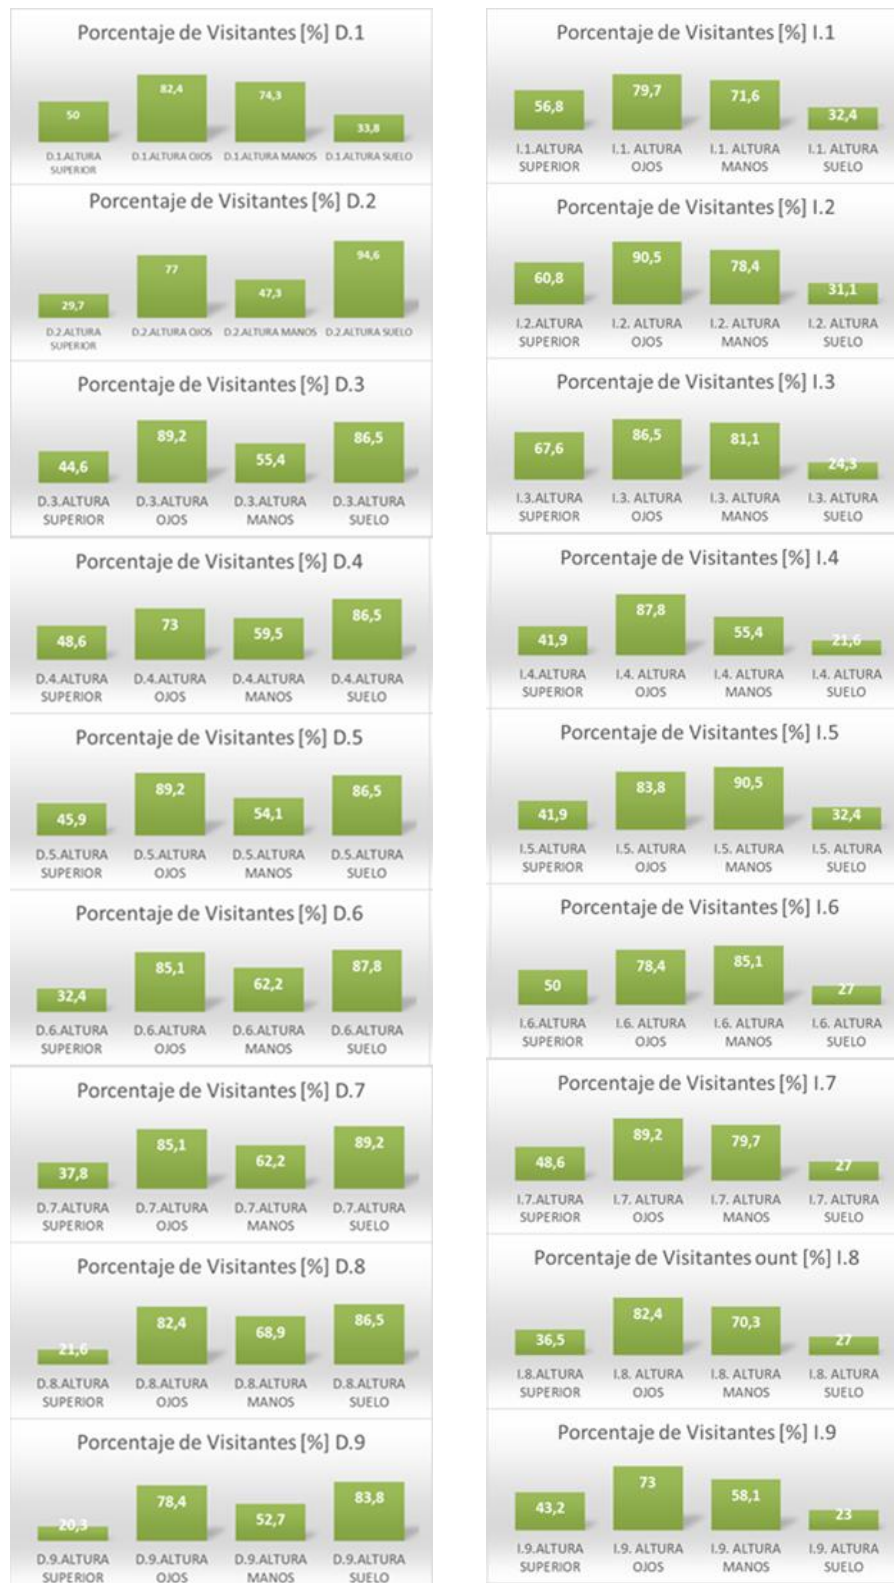 Porcentaje de Visitantes [%] D.1
50 82,4 74,3 33,8
D.1.ALTURA D.1.ALTURA OJOS D.1.ALTURA MANOS D.1.ALTURA SUELO
SUPERIOR
Porcentaje de Visitantes [%] D.2
29,7 77 47,3 94,6
D.2.ALTURA D.2.ALTURA OJOS D.2.ALTURA MANOS D.2.ALTURA SUELO
SUPERIOR
Porcentaje de Visitantes [%] D.3
44,6 89,2 55,4 86,5
D.3.ALTURA D.3.ALTURA D.3.ALTURA D.3.ALTURA
SUPERIOR OJOS MANOS SUELO
Porcentaje de Visitantes [%] D.4
48,6 73 59,5 86,5
D.4.ALTURA D.4.ALTURA D.4.ALTURA D.4.ALTURA
SUPERIOR OJOS MANOS SUELO
Porcentaje de Visitantes [%] D.5
45,9 89,2 54,1 86,5
D.5.ALTURA D.5.ALTURA D.5.ALTURA D.5.ALTURA
SUPERIOR OJOS MANOS SUELO
Porcentaje de Visitantes [%] D.6
32,4 85,1 62,2 87,8
D.6.ALTURA D.6.ALTURA D.6.ALTURA D.6.ALTURA
SUPERIOR OJOS MANOS SUELO
Porcentaje de Visitantes [%] D.7
37,8 85,1 62,2 89,2
D.7.ALTURA D.7.ALTURA D.7.ALTURA D.7.ALTURA
SUPERIOR OJOS MANOS SUELO
Porcentaje de Visitantes [%] D.8
21,6 82,4 68,9 86,5
D.8.ALTURA D.8.ALTURA D.8.ALTURA D.8.ALTURA
SUPERIOR OJOS MANOS SUELO
Porcentaje de Visitantes [%] D.9
20,3 78,4 52,7 83,8
D.9.ALTURA D.9.ALTURA D.9.ALTURA D.9.ALTURA
SUPERIOR OJOS MANOS SUELO
Porcentaje de Visitantes [%] I.1
56,8 79,7 71,6 32,4
I.1.ALTURA I.1. ALTURA I.1. ALTURA I.1. ALTURA
SUPERIOR OJOS MANOS SUELO
Porcentaje de Visitantes [%] I.2
60,8 90,5 78,4 31,1
I.2.ALTURA I.2. ALTURA I.2. ALTURA I.2. ALTURA
SUPERIOR OJOS MANOS SUELO
Porcentaje de Visitantes [%] I.3
67,6 86,5 81,1 24,3
I.3.ALTURA I.3. ALTURA I.3. ALTURA I.3. ALTURA
SUPERIOR OJOS MANOS SUELO
Porcentaje de Visitantes [%] I.4
41,9 87,8 55,4 21,6
I.4.ALTURA I.4. ALTURA I.4. ALTURA I.4. ALTURA
SUPERIOR OJOS MANOS SUELO
Porcentaje de Visitantes [%] I.5
41,9 83,8 90,5 32,4
I.5.ALTURA I.5. ALTURA I.5. ALTURA I.5. ALTURA
SUPERIOR OJOS MANOS SUELO
Porcentaje de Visitantes [%] I.6
50 78,4 85,1 27
I.6.ALTURA I.6. ALTURA I.6. ALTURA I.6. ALTURA
SUPERIOR OJOS MANOS SUELO
Porcentaje de Visitantes [%] I.7
48,6 89,2 79,7 27
I.7.ALTURA I.7. ALTURA I.7. ALTURA I.7. ALTURA
SUPERIOR OJOS MANOS SUELO
Porcentaje de Visitantes ount [%] I.8
36,5 82,4 70,3 27
I.8.ALTURA I.8. ALTURA I.8. ALTURA I.8. ALTURA
SUPERIOR OJOS MANOS SUELO
Porcentaje de Visitantes [%] I.9
43,2 73 58,1 23
I.9.ALTURA I.9. ALTURA I.9. ALTURA I.9. ALTURA
SUPERIOR OJOS MANOS SUELO